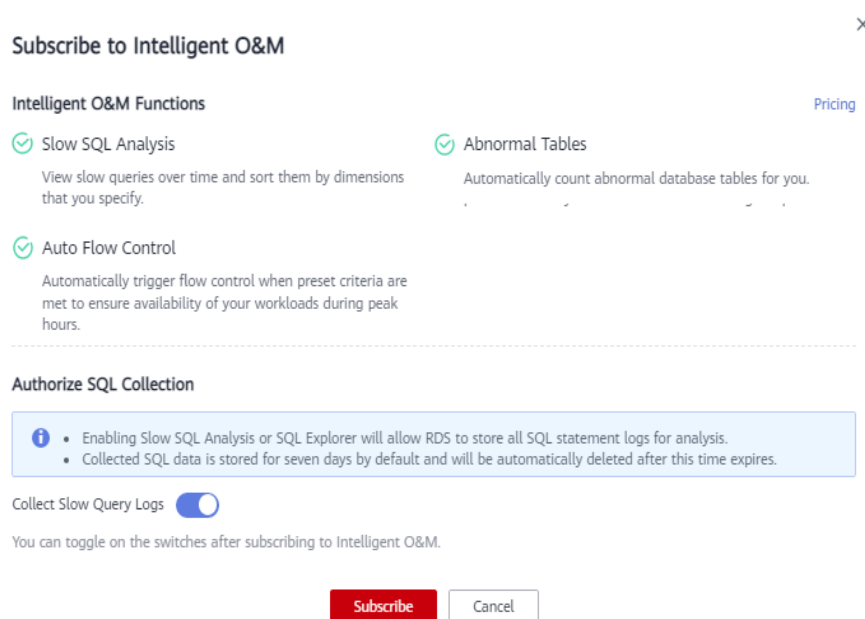 Subscribe to Intelligent O&M
Intelligent O&M Functions
Pricing
Slow SQL Analysis
View slow queries over time and sort them by dimensions
that you specify.
Abnormal Tables
Automatically count abnormal database tables for you.
Auto Flow Control
Automatically trigger flow control when preset criteria are
met to ensure availability of your workloads during peak
hours.
Authorize SQL Collection
• Enabling Slow SQL Analysis or SQL Explorer will allow RDS to store all SQL statement logs for analysis.
• Collected SQL data is stored for seven days by default and will be automatically deleted after this time expires.
Collect Slow Query Logs
You can toggle on the switches after subscribing to Intelligent O&M.
Subscribe
Cancel